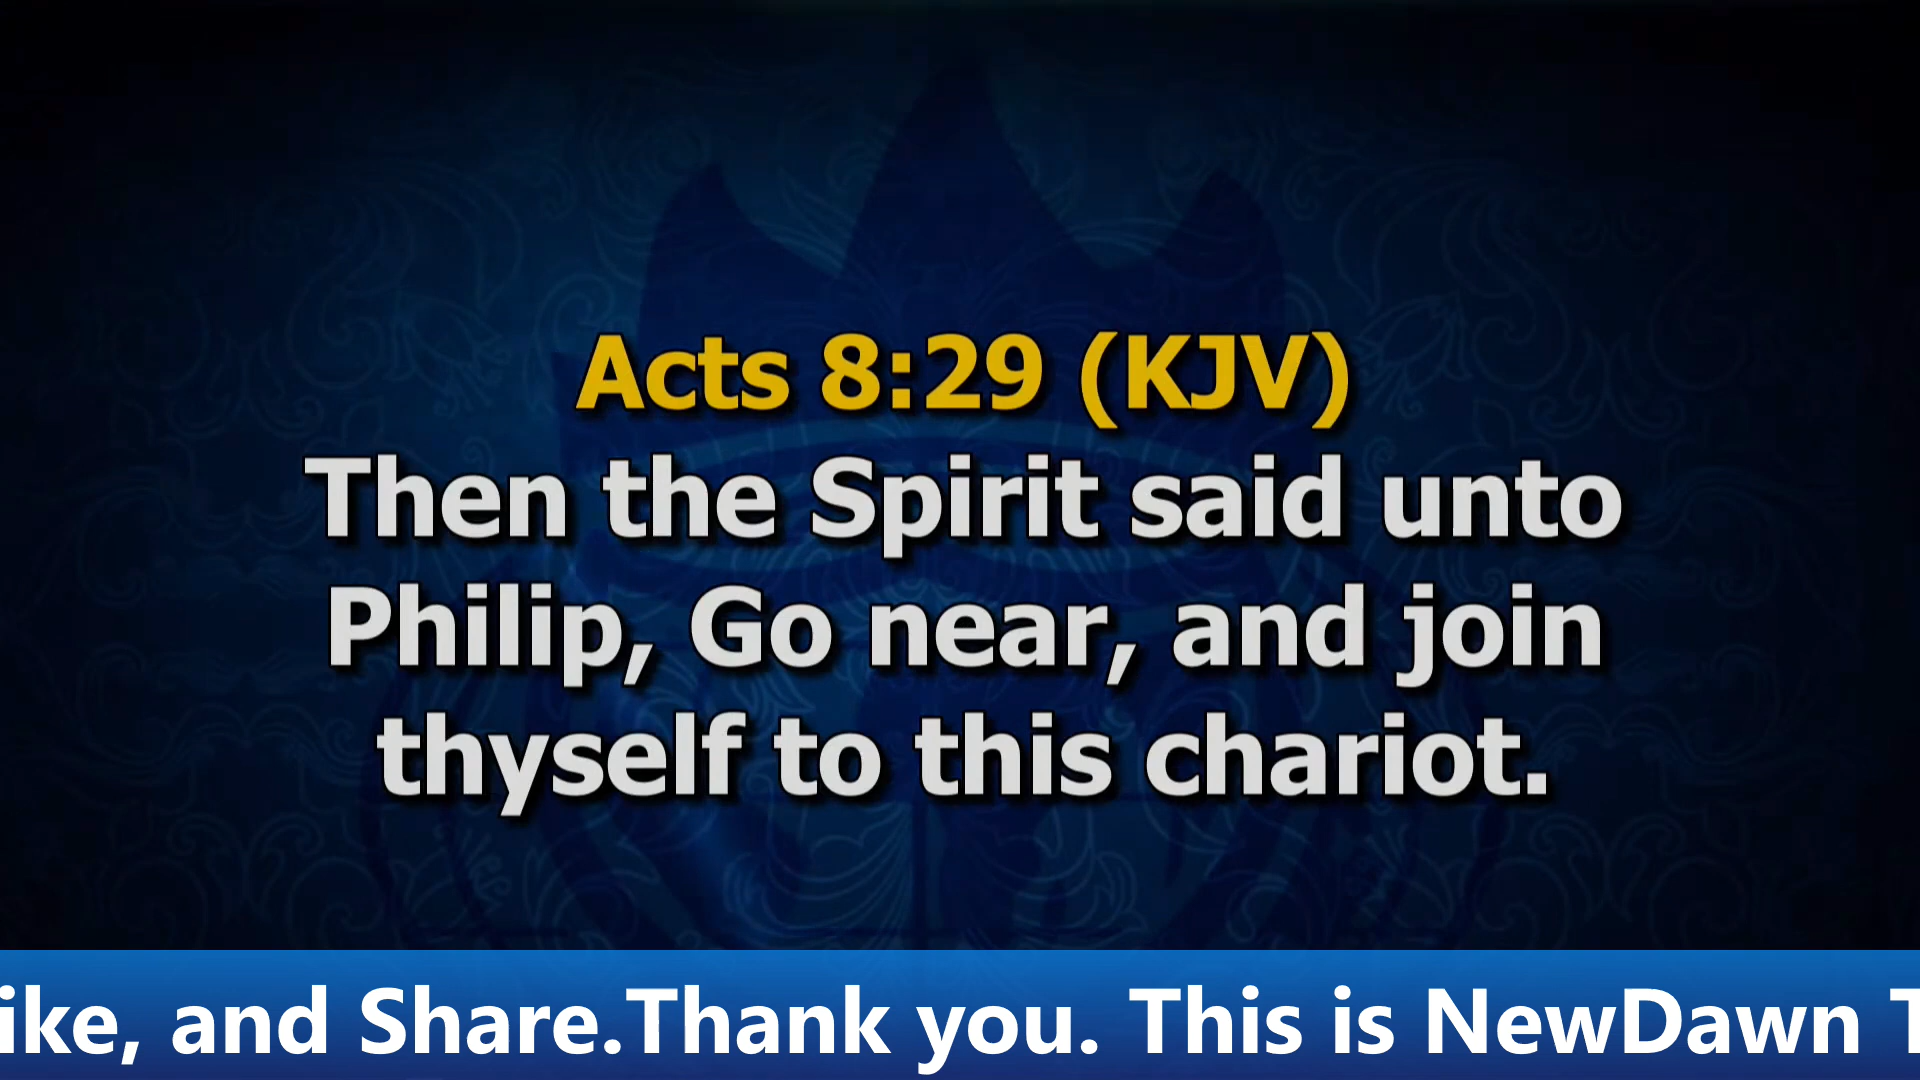 Acts 8:29 (KJV)
Then the Spirit said unto
Philip, Go near, and join
thyself to this chariot.
ike, and Share.Thank you. This is NewDawn T